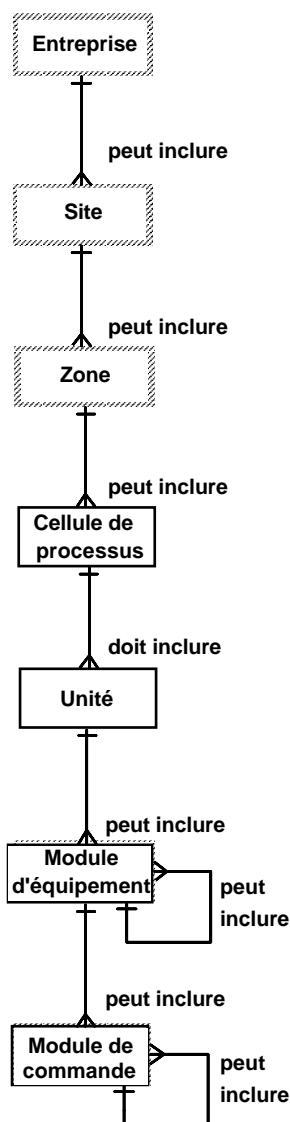 Entreprise
peut inclure
Site
peut inclure
Zone
peut inclure
Cellule de
processus
doit inclure
Unité
peut inclure
Module
d'équipement
peut
inclure
peut inclure
Module de
commande
peut
inclure